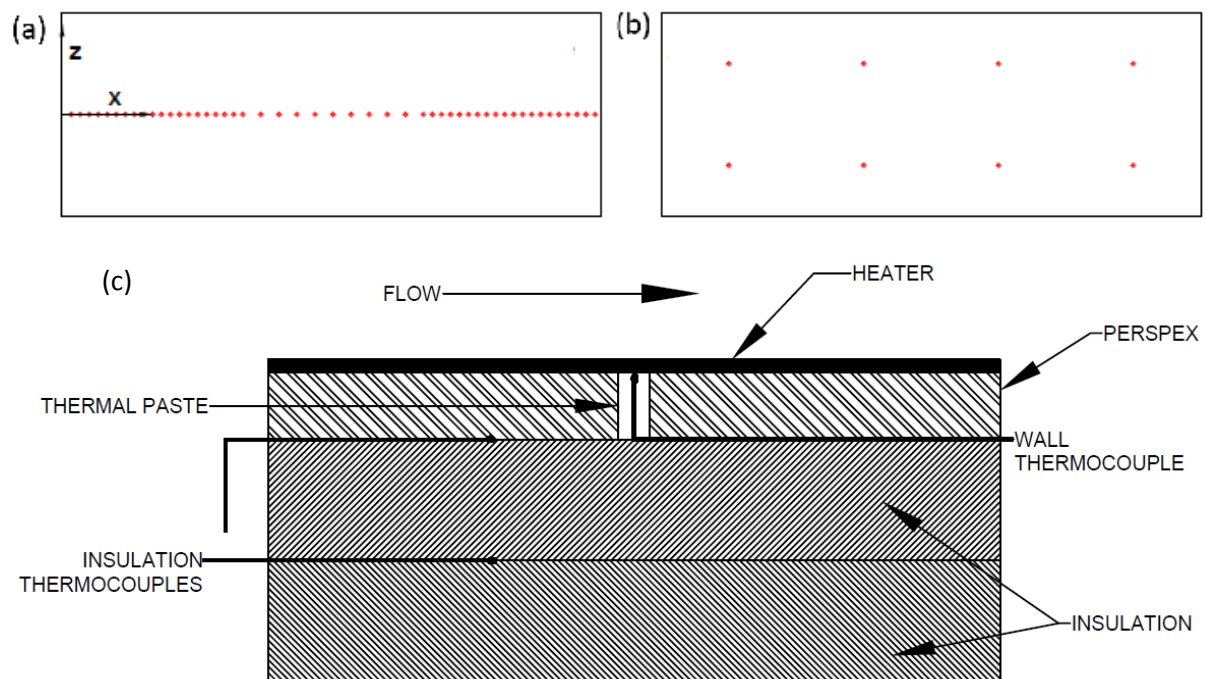 (a)
z
x
(b)
(c)
FLOW
HEATER
PERSPEX
THERMAL PASTE
WALL
THERMOCOUPLE
INSULATION
THERMOCOUPLES
INSULATION